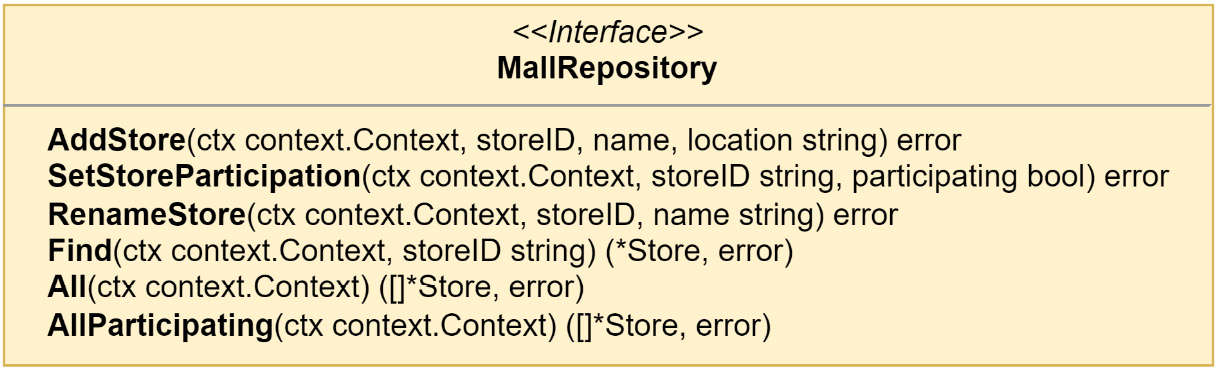 <<Interface>>
MallRepository
AddStore(ctx context.Context, storeID, name, location string) error
SetStoreParticipation(ctx context.Context, storeID string, participating bool) error
RenameStore(ctx context.Context, storeID, name string) error
Find(ctx context.Context, storeID string) (*Store, error)
All(ctx context.Context) ([]*Store, error)
AllParticipating(ctx context.Context) ([]*Store, error)